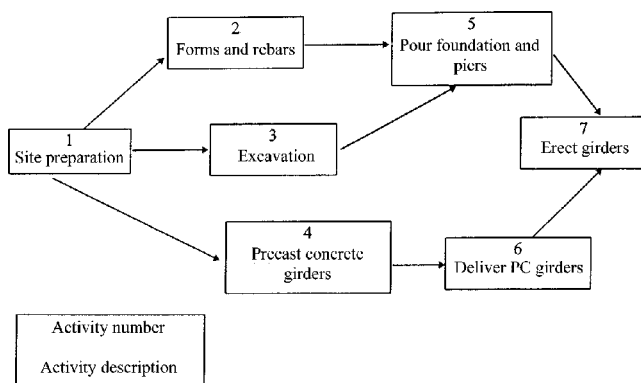 2
Forms and rebars
5
Pour foundation and
piers
1
Site preparation
3
Excavation
7
Erect girders
4
Precast concrete
girders
6
Deliver PC girders
Activity number
Activity description